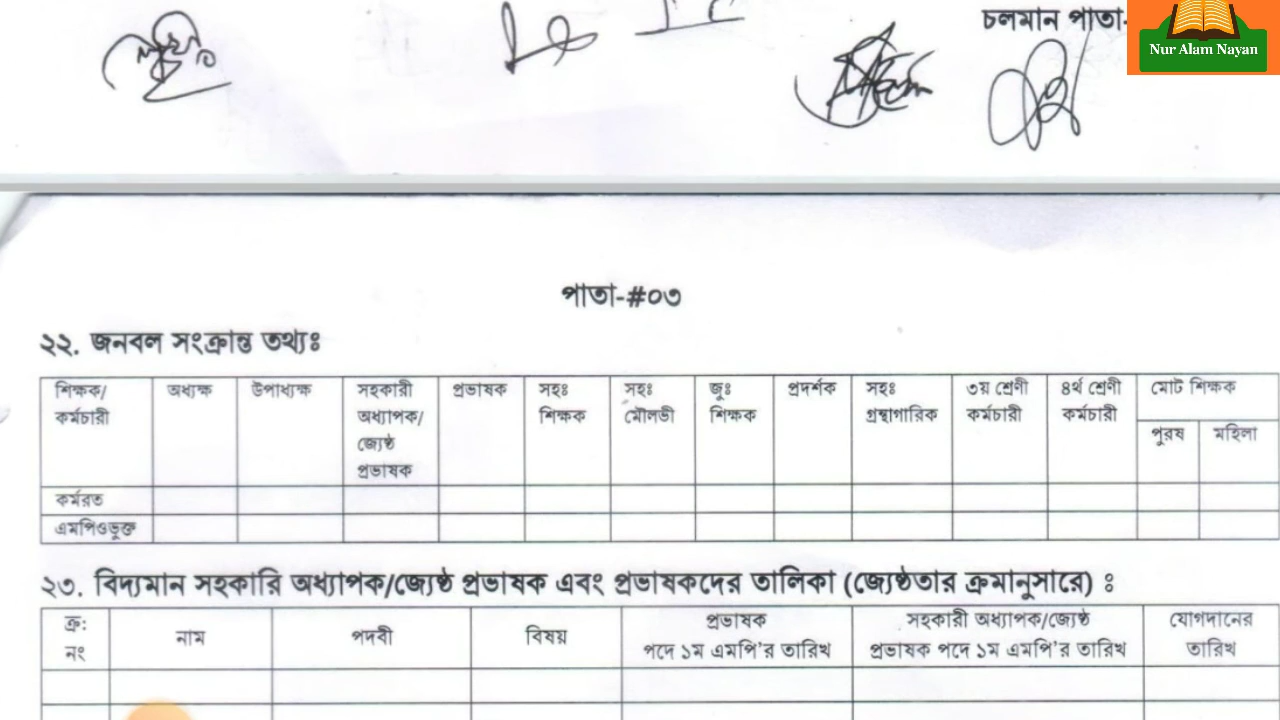 চলমান পাতা-
Nur Alam Nayan
পাতা-#০৩
২২. জনবল সংক্রান্ত তথ্যঃ
শিক্ষক/ অধ্যক্ষ উপাধ্যক্ষ সহকারী প্রভাষক সহঃ সহঃ জুঃ প্রদর্শক সহঃ ৩য় শ্রেণী ৪র্থ শ্রেণী মোট শিক্ষক
কর্মচারী অধ্যাপক/ শিক্ষক মৌলভী শিক্ষক গ্রন্থাগারিক কর্মচারী কর্মচারী
জ্যেষ্ঠ পুরষ মহিলা
প্রভাষক
কর্মরত
এমপিওভুক্ত
২৩. বিদ্যমান সহকারি অধ্যাপক/জ্যেষ্ঠ প্রভাষক এবং প্রভাষকদের তালিকা (জ্যেষ্ঠতার ক্রমানুসারে) ঃ
ক্র: নাম পদবী বিষয় প্রভাষক সহকারী অধ্যাপক/জ্যেষ্ঠ যোগদানের
নং পদে ১ম এমপি'র তারিখ প্রভাষক পদে ১ম এমপি'র তারিখ তারিখ